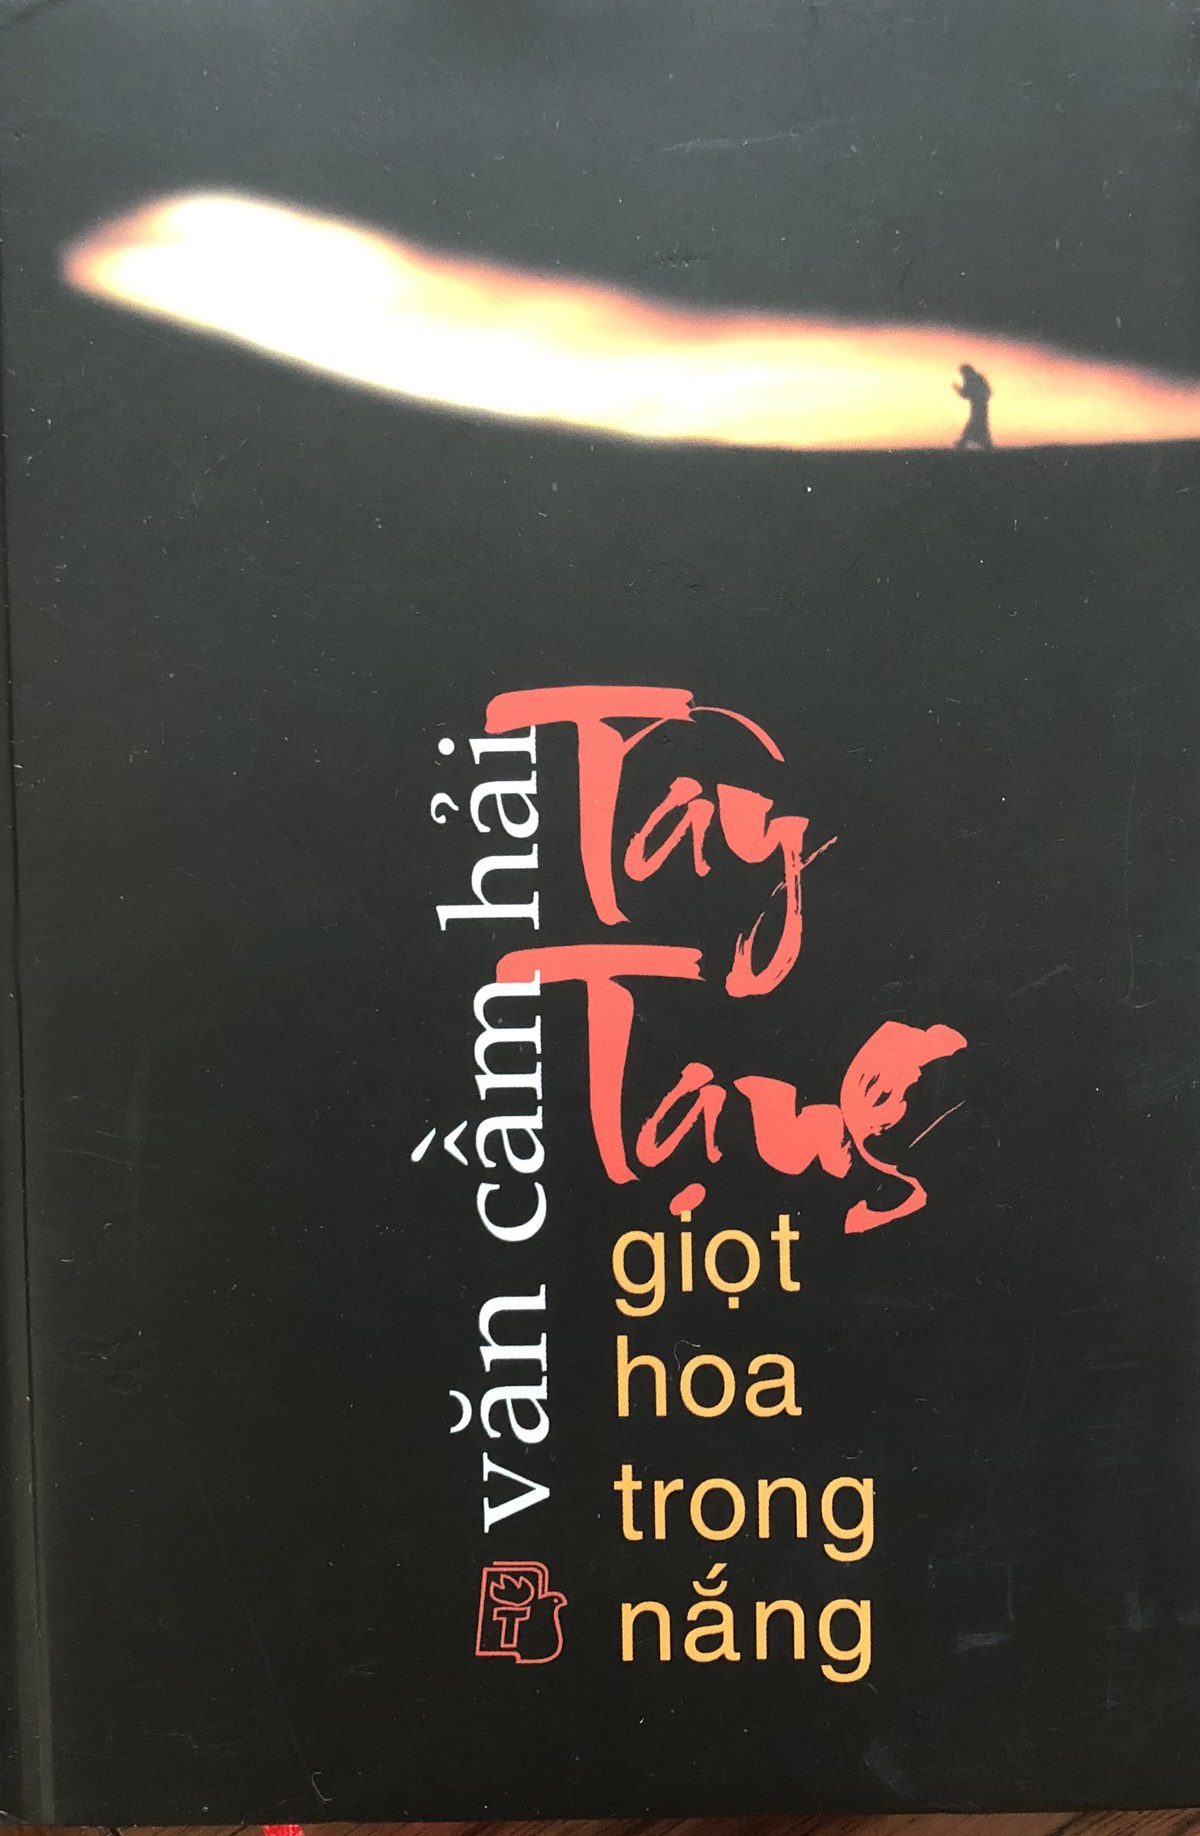 văn cầm hải
Tây
Tạng
giọt
hoa
trong
nắng
T